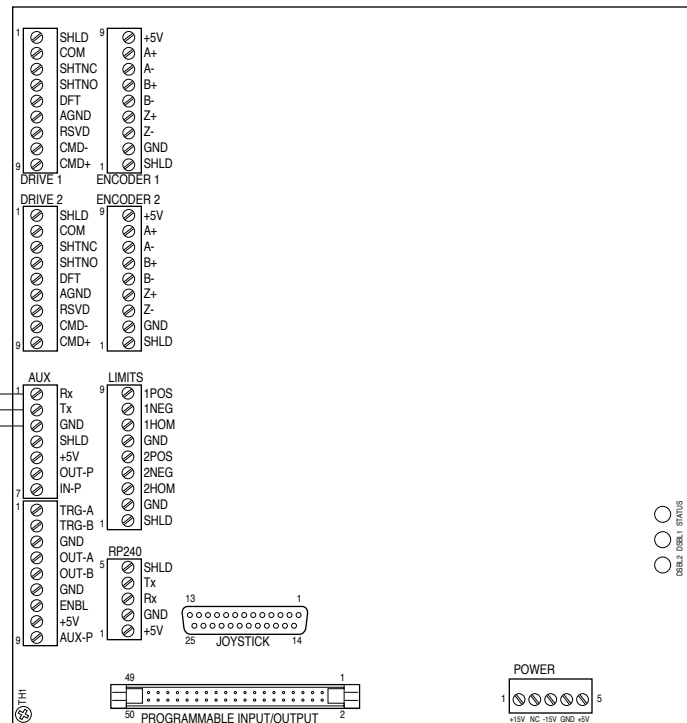 1 SHLD 9 +5V
COM A+
SHTNC A-
SHTNO B+
DFT B-
AGND Z+
RSVD Z-
CMD- GND
9 CMD+ 1 SHLD
DRIVE 1 ENCODER 1
DRIVE 2 ENCODER 2
1 SHLD 9 +5V
COM A+
SHTNC A-
SHTNO B+
DFT B-
AGND Z+
RSVD Z-
CMD- GND
9 CMD+ 1 SHLD
AUX LIMITS
1 Rx 9 1POS
Tx 1NEG
GND 1HOM
SHLD GND
+5V 2POS
OUT-P 2NEG
7 IN-P 2HOM
GND
1 TRG-A 1 SHLD
TRG-B
GND
OUT-A
OUT-B
GND
ENBL
+5V
9 AUX-P
RP240
5 SHLD
Tx
Rx
GND
1 +5V
13 1
25 14
JOYSTICK
49 1
50 2
PROGRAMMABLE INPUT/OUTPUT
TH1
STATUS
DSBL1
DSBL2
POWER
1 5
+15V NC -15V GND +5V